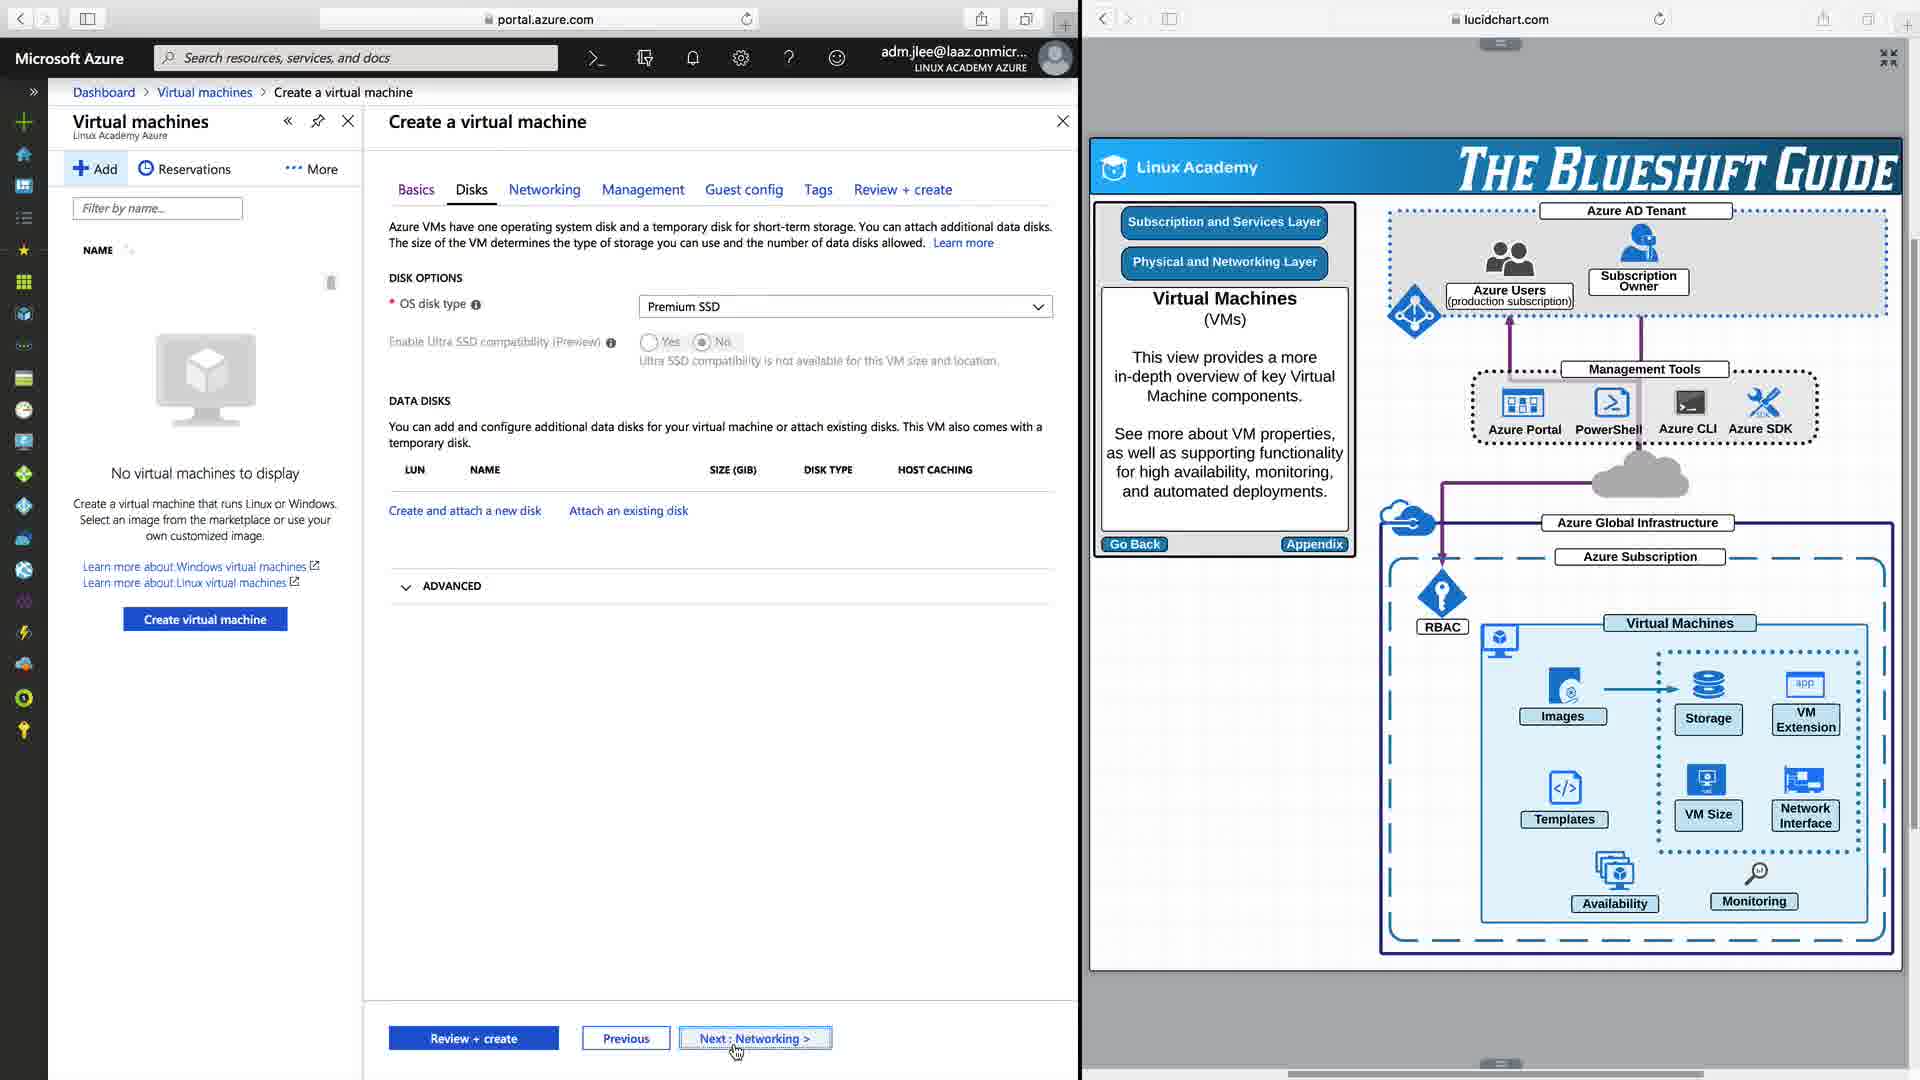 portal.azure.com
Microsoft Azure
Search resources, services, and docs
adm.jlee@laaz.onmicr...
LINUX ACADEMY AZURE
Dashboard > Virtual machines > Create a virtual machine
Virtual machines
Linux Academy Azure
Add
Reservations
More
Filter by name...
NAME
No virtual machines to display
Create a virtual machine that runs Linux or Windows.
Select an image from the marketplace or use your
own customized image.
Learn more about Windows virtual machines
Learn more about Linux virtual machines
Create virtual machine
Create a virtual machine
Basics
Disks
Networking
Management
Guest config
Tags
Review + create
Azure VMs have one operating system disk and a temporary disk for short-term storage. You can attach additional data disks.
The size of the VM determines the type of storage you can use and the number of data disks allowed. Learn more
DISK OPTIONS
* OS disk type
Premium SSD
Enable Ultra SSD compatibility (Preview)
Yes
No
Ultra SSD compatibility is not available for this VM size and location.
DATA DISKS
You can add and configure additional data disks for your virtual machine or attach existing disks. This VM also comes with a
temporary disk.
LUN
NAME
SIZE (GIB)
DISK TYPE
HOST CACHING
Create and attach a new disk
Attach an existing disk
ADVANCED
Review + create
Previous
Next : Networking >
lucidchart.com
Linux Academy
THE BLUESHIFT GUIDE
Subscription and Services Layer
Physical and Networking Layer
Virtual Machines
(VMs)
This view provides a more
in-depth overview of key Virtual
Machine components.
See more about VM properties,
as well as supporting functionality
for high availability, monitoring,
and automated deployments.
Go Back
Appendix
Azure AD Tenant
Azure Users
(production subscription)
Subscription
Owner
Management Tools
Azure Portal
PowerShell
Azure CLI
SDK
Azure SDK
Azure Global Infrastructure
Azure Subscription
RBAC
Virtual Machines
Images
Storage
app
VM
Extension
Templates
VM Size
Network
Interface
Availability
Monitoring